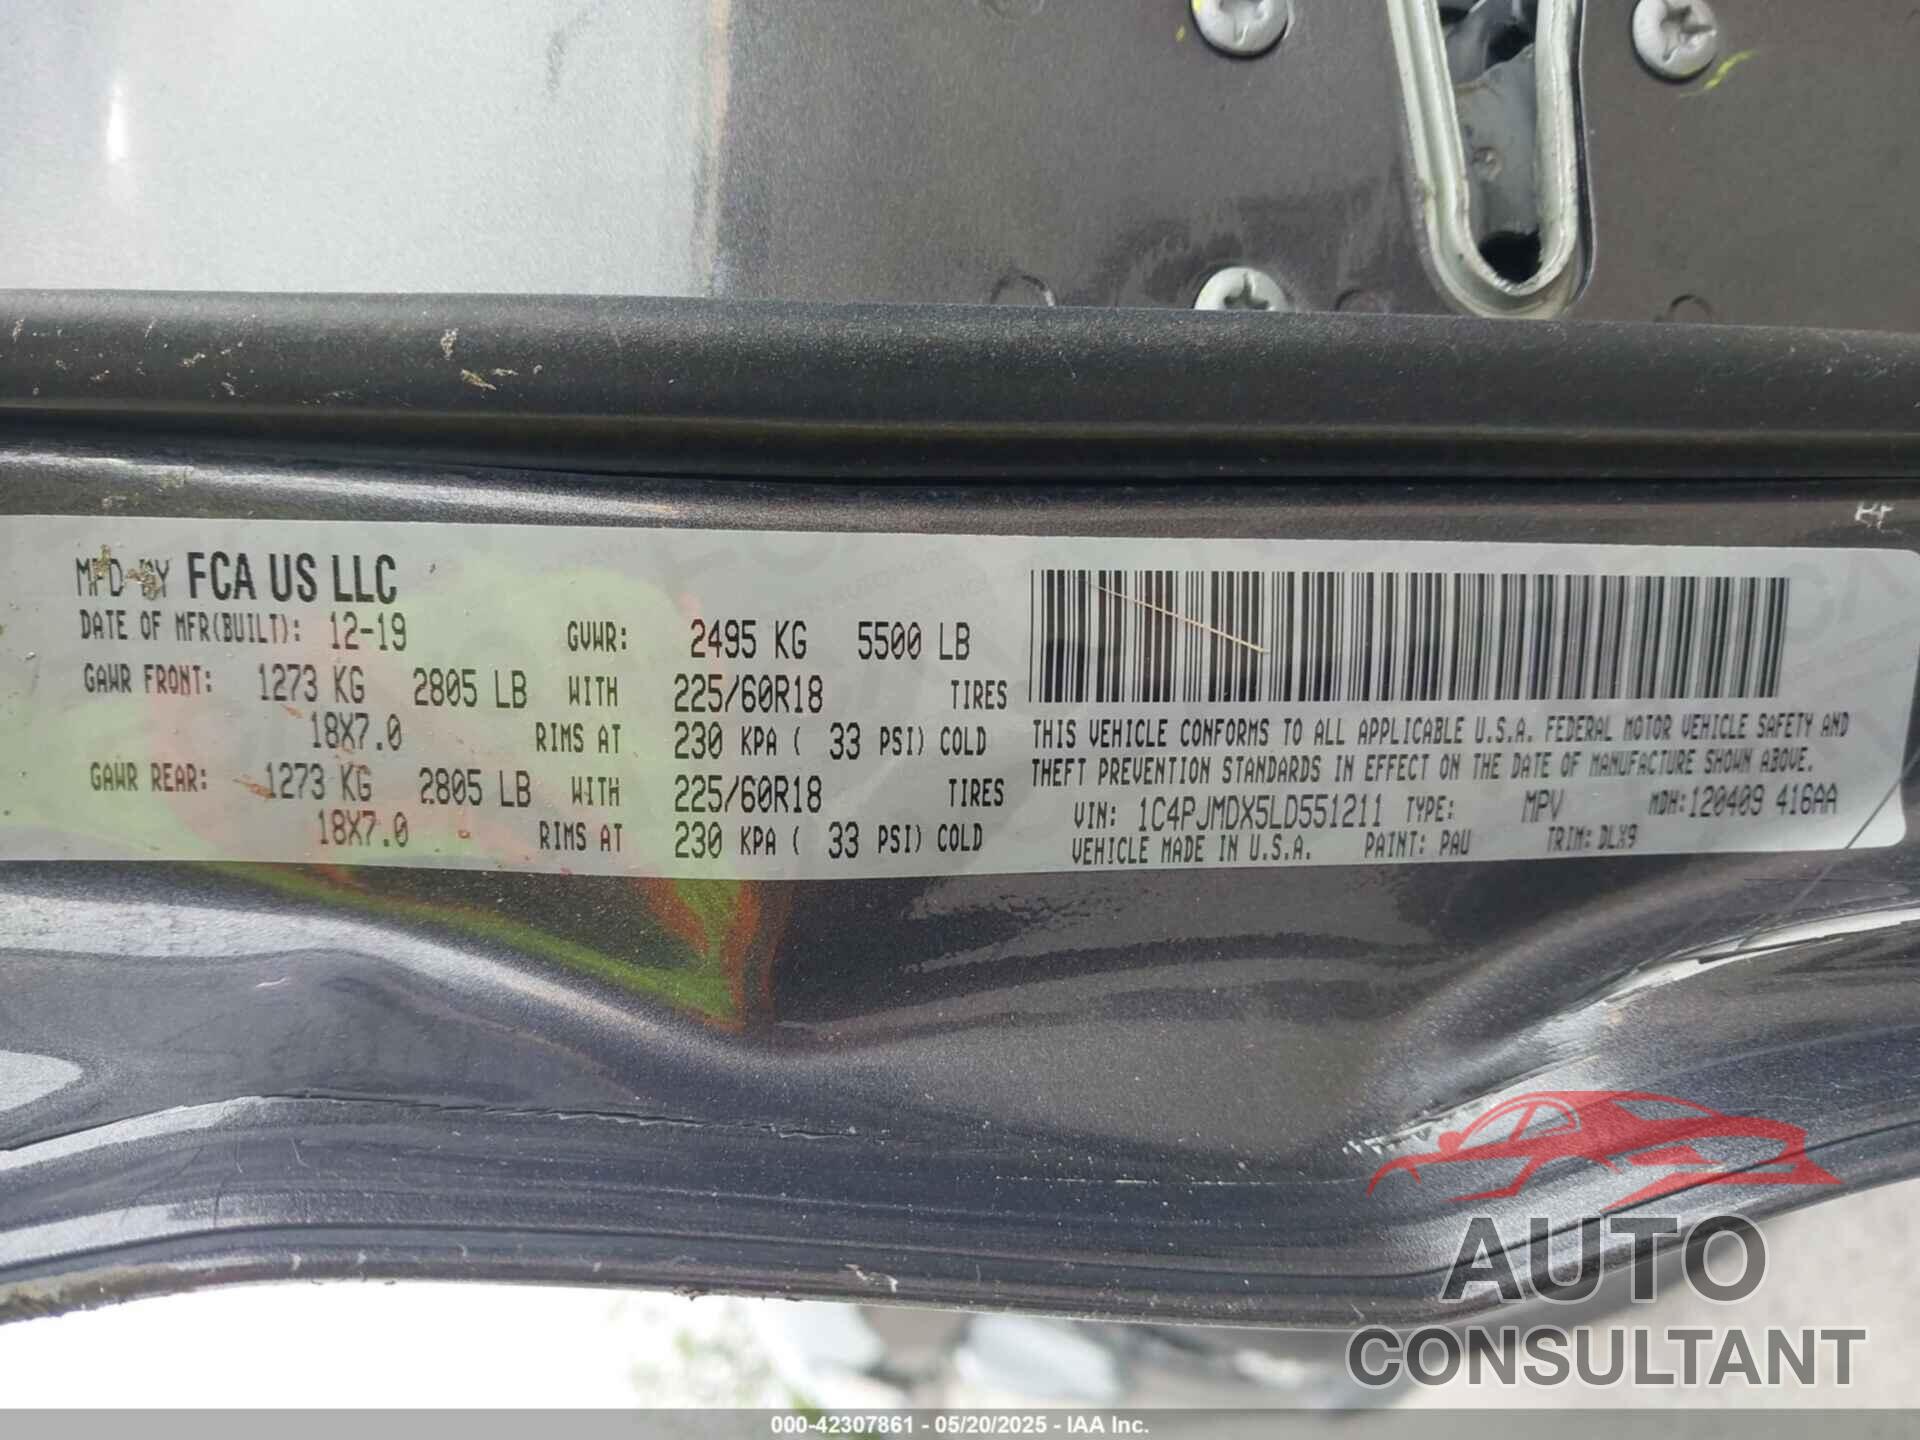 MFD BY FCA US LLC
DATE OF MFR(BUILT): 12-19 GVWR: 2495 KG 5500 LB
GAWR FRONT: 1273 KG 2805 LB WITH 225/60R18 TIRES
18X7.0 RIMS AT 230 KPA ( 33 PSI) COLD
GAWR REAR: 1273 KG 2805 LB WITH 225/60R18 TIRES
18X7.0 RIMS AT 230 KPA ( 33 PSI) COLD
THIS VEHICLE CONFORMS TO ALL APPLICABLE U.S.A. FEDERAL MOTOR VEHICLE SAFETY AND
THEFT PREVENTION STANDARDS IN EFFECT ON THE DATE OF MANUFACTURE SHOWN ABOVE.
VIN: 1C4PJMDX5LD551211 TYPE: MPV MDH:120409 416AA
VEHICLE MADE IN U.S.A. PAINT: PAU TRIM: DLX9
AUTO
CONSULTANT
000-42307861 - 05/20/2025 - IAA Inc.